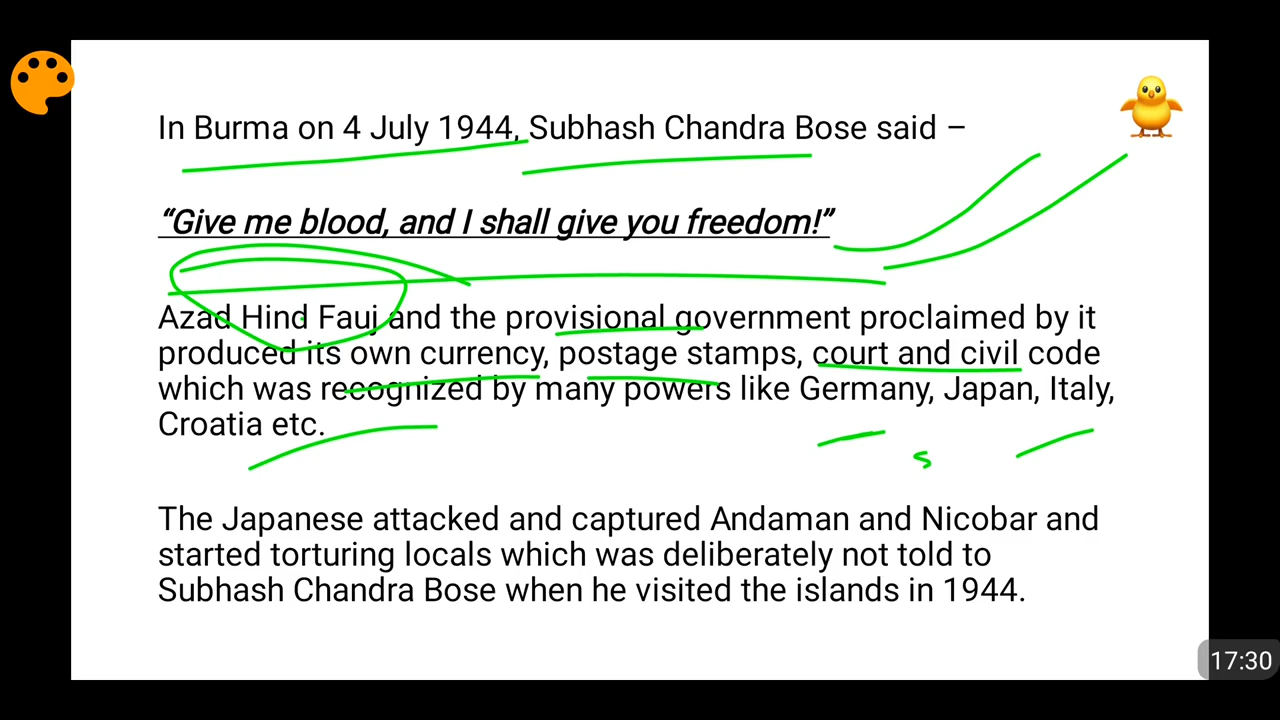 In Burma on 4 July 1944, Subhash Chandra Bose said –
“Give me blood, and I shall give you freedom!”
Azad Hind Fauj and the provisional government proclaimed by it
produced its own currency, postage stamps, court and civil code
which was recognized by many powers like Germany, Japan, Italy,
Croatia etc.
s
The Japanese attacked and captured Andaman and Nicobar and
started torturing locals which was deliberately not told to
Subhash Chandra Bose when he visited the islands in 1944.
17:30